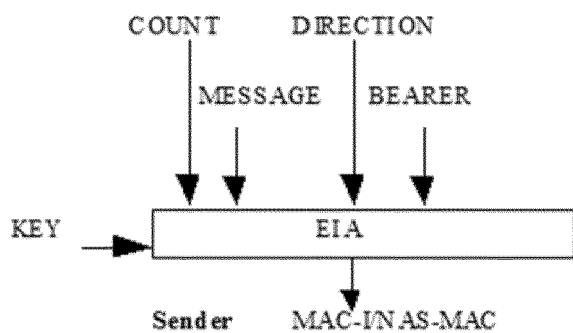 COUNT DIRECTION
MESSAGE BEARER
KEY EIA
Sender MAC-I/NAS-MAC